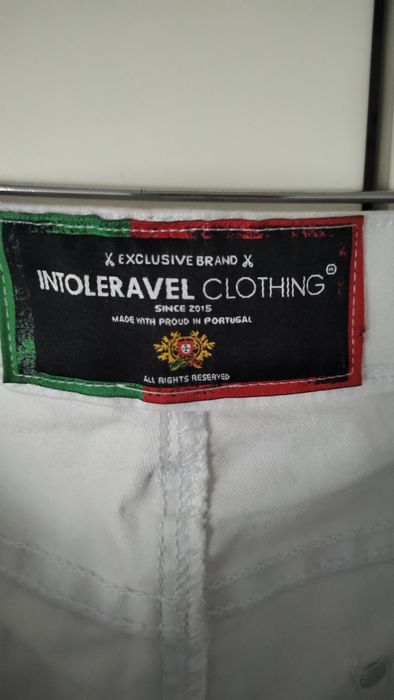 EXCLUSIVE BRAND
INTOLERAVEL CLOTHING
SINCE 2015
MADE WITH PROUD IN PORTUGAL
ALL RIGHTS RESERVED